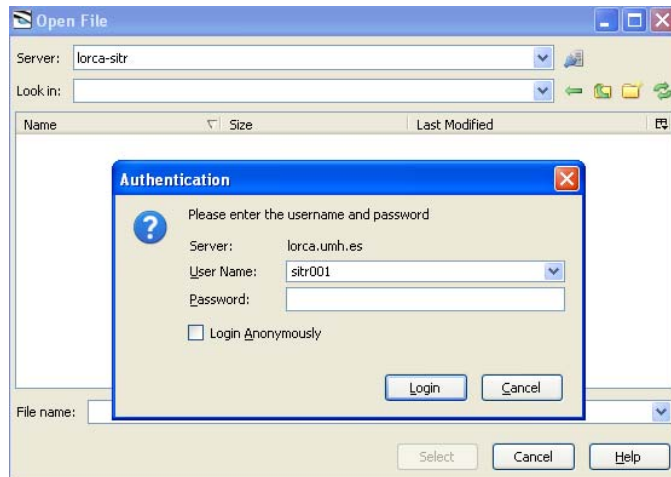 Open File
Server: lorca-sitr
Look in:
Name Size Last Modified
Authentication
Please enter the username and password
Server: lorca.umh.es
User Name: sitr001
Password:
Login Anonymously
Login Cancel
File name:
Select Cancel Help